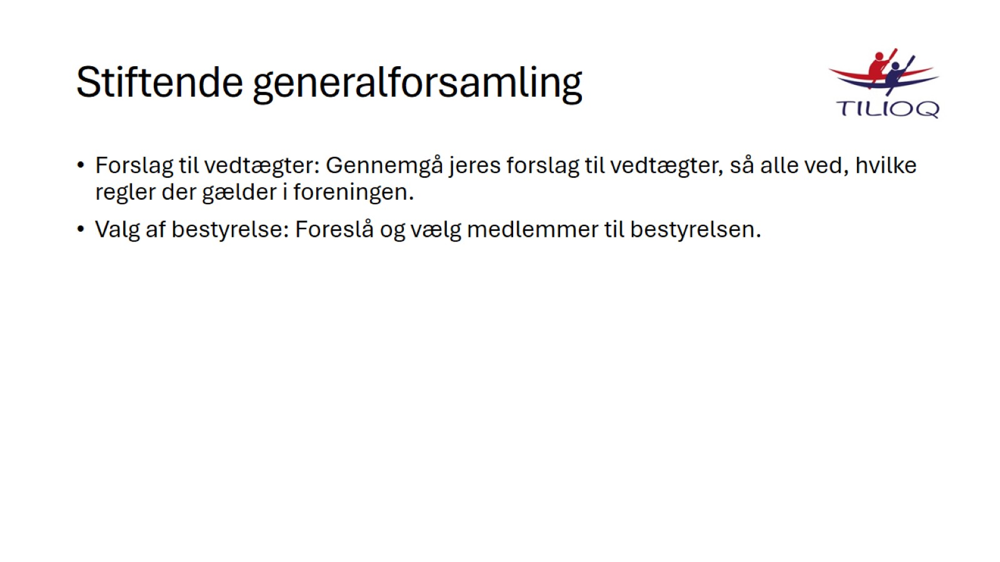 Stiftende generalforsamling
TILIOQ
• Forslag til vedtægter: Gennemgå jeres forslag til vedtægter, så alle ved, hvilke
regler der gælder i foreningen.
• Valg af bestyrelse: Foreslå og vælg medlemmer til bestyrelsen.